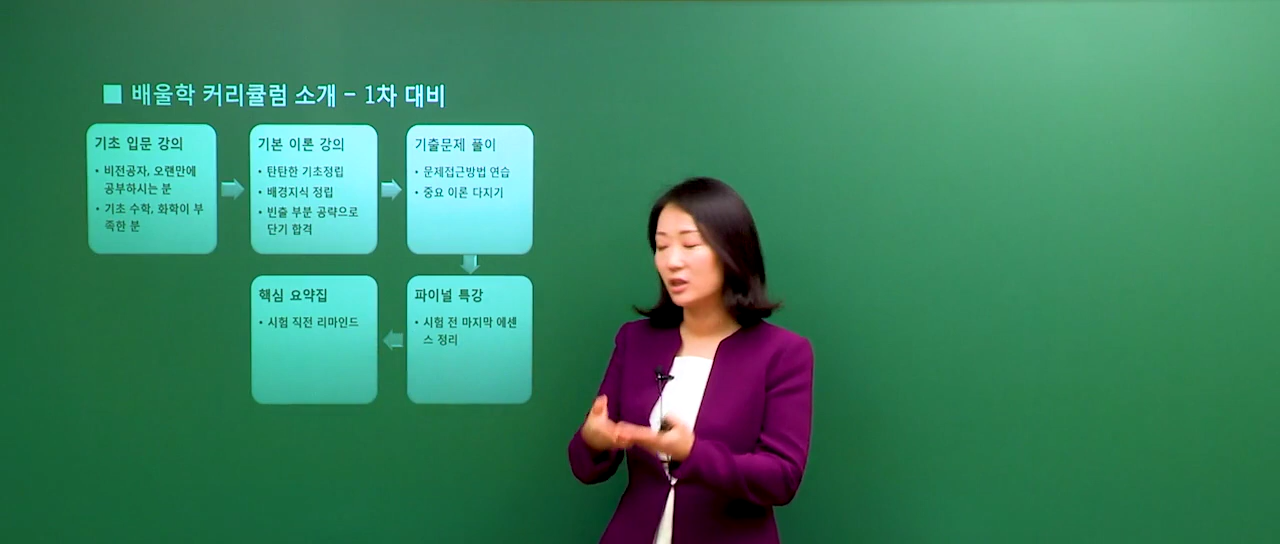 ■ 배울학 커리큘럼 소개 – 1차 대비
기초 입문 강의
• 비전공자, 오랜만에
공부하시는 분
• 기초 수학, 화학이 부
족한 분
기본 이론 강의
• 탄탄한 기초정립
• 배경지식 정립
• 빈출 부분 공략으로
단기 합격
기출문제 풀이
• 문제접근방법 연습
• 중요 이론 다지기
파이널 특강
• 시험 전 마지막 에센
스 정리
핵심 요약집
• 시험 직전 리마인드